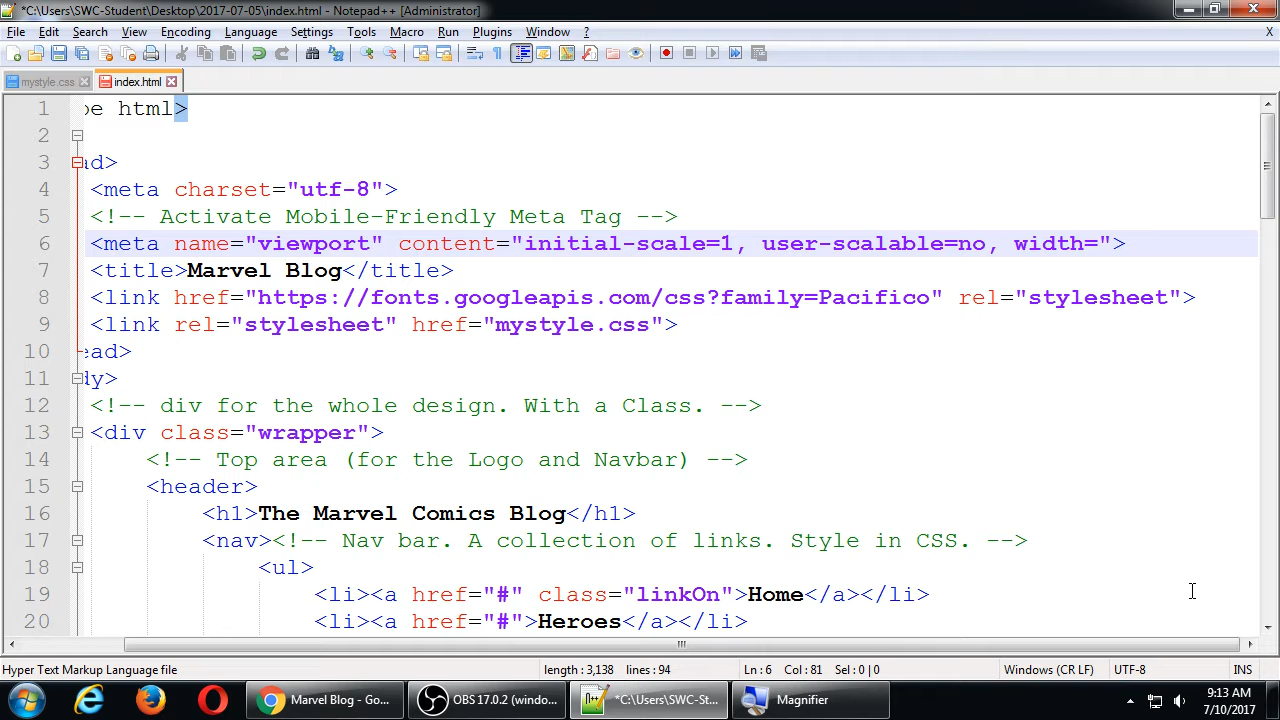 *C:\Users\SWC-Student\Desktop\2017-07-05\index.html - Notepad++ [Administrator]
File Edit Search View Encoding Language Settings Tools Macro Run Plugins Window ? X
mystyle.css index.html
1 pe html>
2
3 ad>
4 <meta charset="utf-8">
5 <!-- Activate Mobile-Friendly Meta Tag -->
6 <meta name="viewport" content="initial-scale=1, user-scalable=no, width=">
7 <title>Marvel Blog</title>
8 <link href="https://fonts.googleapis.com/css?family=Pacifico" rel="stylesheet">
9 <link rel="stylesheet" href="mystyle.css">
10 ead>
11 dy>
12 <!-- div for the whole design. With a Class. -->
13 <div class="wrapper">
14 <!-- Top area (for the Logo and Navbar) -->
15 <header>
16 <h1>The Marvel Comics Blog</h1>
17 <nav><!-- Nav bar. A collection of links. Style in CSS. -->
18 <ul>
19 <li><a href="#" class="linkOn">Home</a></li>
20 <li><a href="#">Heroes</a></li>
Hyper Text Markup Language file length : 3,138 lines : 94 Ln : 6 Col : 81 Sel : 0 | 0 Windows (CR LF) UTF-8 INS
Marvel Blog - Go... OBS 17.0.2 (windo... *C:\Users\SWC-St... Magnifier 9:13 AM
7/10/2017